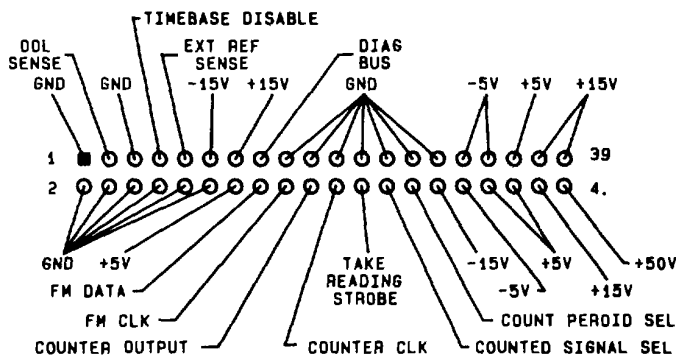 TIMEBASE DISABLE
OOL SENSE
EXT REF SENSE
DIAG BUS
GND GND -15V +15V GND -5V +5V +15V
1 39
2 4.
GND +5V TAKE READING STROBE -15V +5V +50V
FM DATA -5V +15V
FM CLK COUNT PEROID SEL
COUNTER OUTPUT COUNTER CLK COUNTED SIGNAL SEL